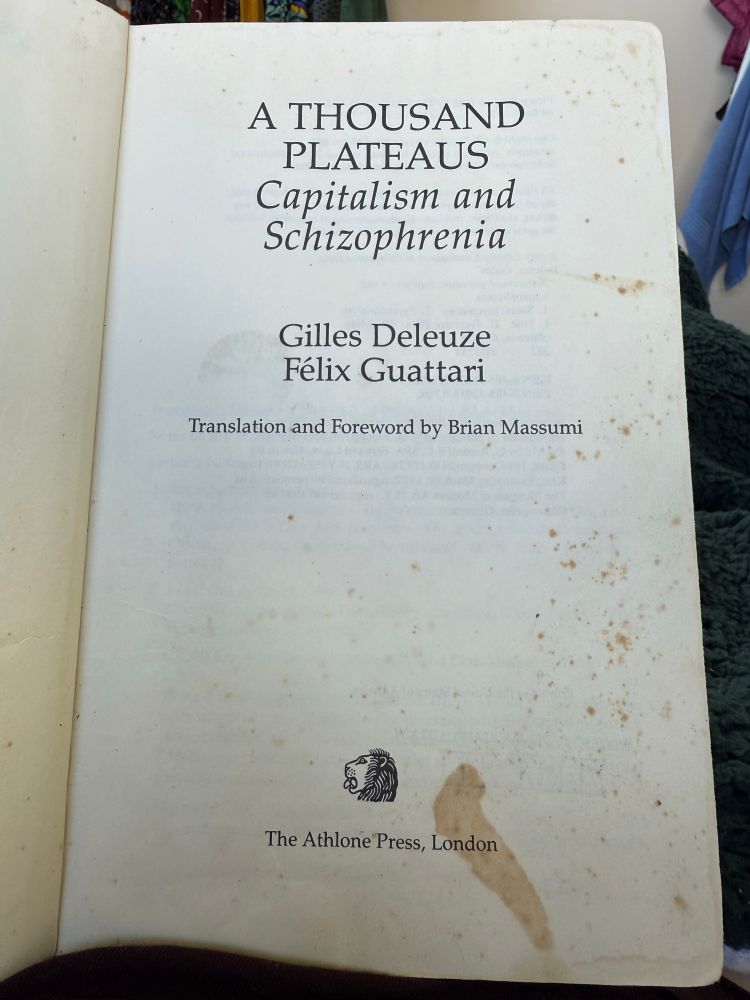 A THOUSAND
PLATEAUS
Capitalism and
Schizophrenia
Gilles Deleuze
Félix Guattari
Translation and Foreword by Brian Massumi
The Athlone Press, London